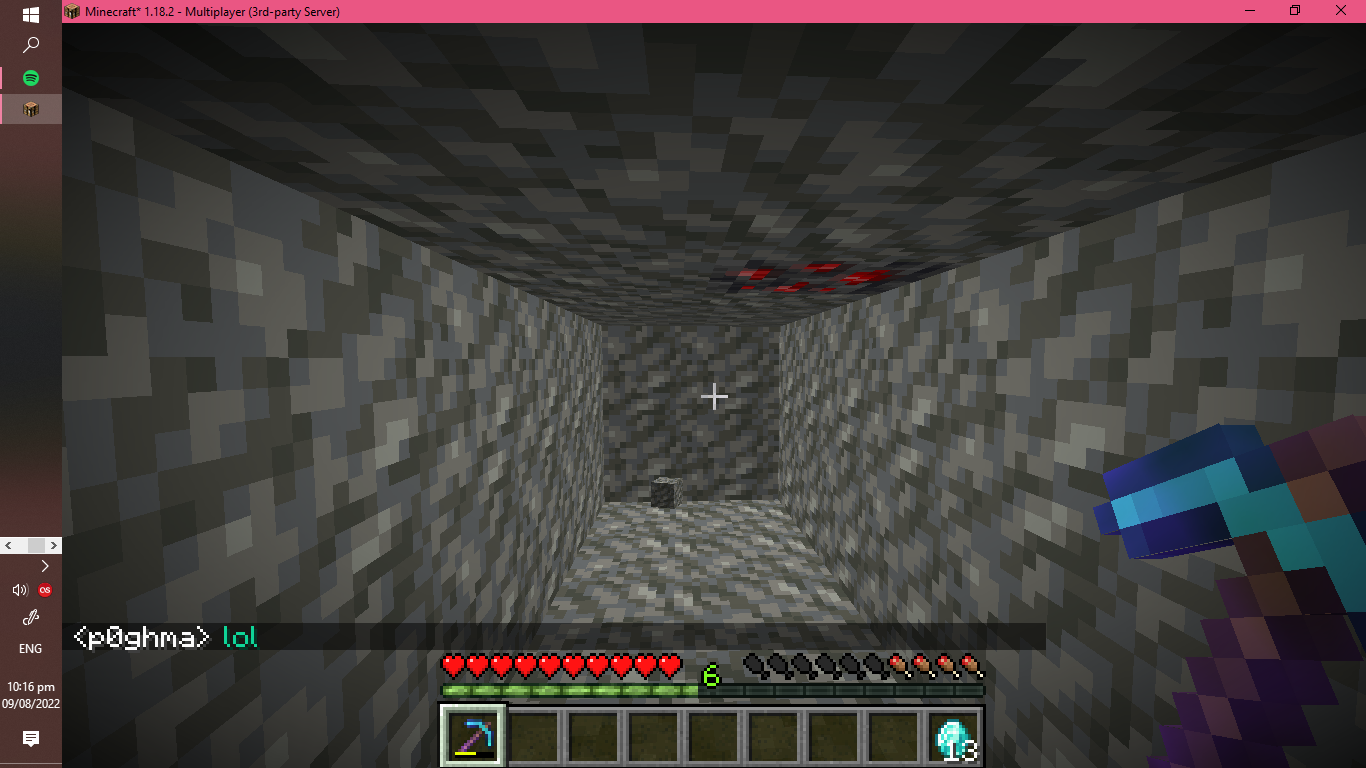 Minecraft* 1.18.2 - Multiplayer (3rd-party Server)
<p0ghma> lol
6
13
ENG
10:16 pm
09/08/2022